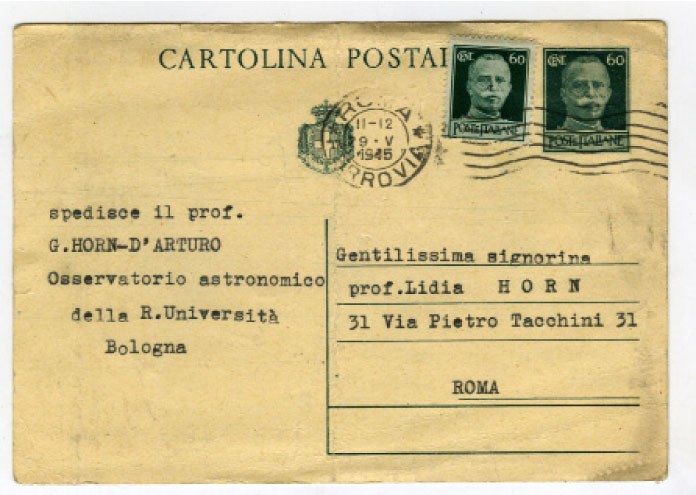 CARTOLINA POSTAL
CENT. 60
POSTE ITALIANE
CENT. 60
POSTE ITALIANE
ROMA
11-12
9 · V
1945
FERROVIA
spedisce il prof.
G.HORN-D'ARTURO
Osservatorio astronomico
della R.Università
Bologna
Gentilissima signorina
prof.Lidia HORN
31 Via Pietro Tacchini 31
ROMA